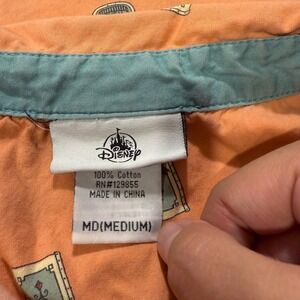 Disney
100% Cotton
RN#129855
MADE IN CHINA
MD(MEDIUM)